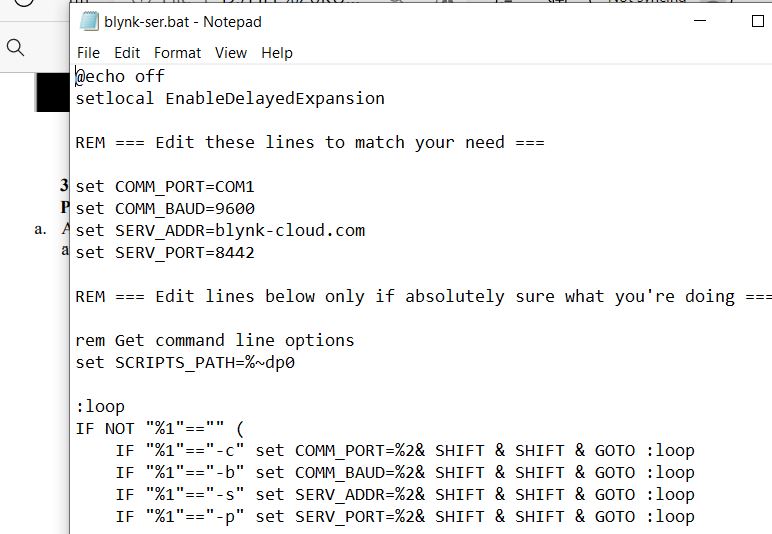 blynk-ser.bat - Notepad
File Edit Format View Help
@echo off
setlocal EnableDelayedExpansion
REM === Edit these lines to match your need ===
set COMM_PORT=COM1
set COMM_BAUD=9600
set SERV_ADDR=blynk-cloud.com
set SERV_PORT=8442
REM === Edit lines below only if absolutely sure what you're doing ===
rem Get command line options
set SCRIPTS_PATH=%~dp0
:loop
IF NOT "%1"=="" (
IF "%1"=="-c" set COMM_PORT=%2& SHIFT & SHIFT & GOTO :loop
IF "%1"=="-b" set COMM_BAUD=%2& SHIFT & SHIFT & GOTO :loop
IF "%1"=="-s" set SERV_ADDR=%2& SHIFT & SHIFT & GOTO :loop
IF "%1"=="-p" set SERV_PORT=%2& SHIFT & SHIFT & GOTO :loop
3
P
a.
a